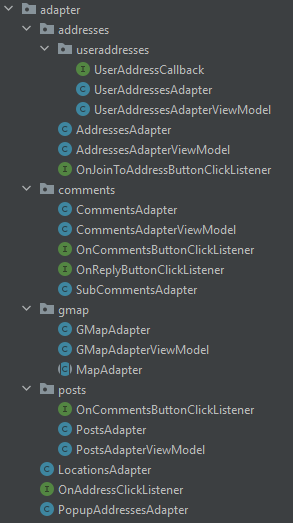 adapter
addresses
useraddresses
UserAddressCallback
UserAddressesAdapter
UserAddressesAdapterViewModel
AddressesAdapter
AddressesAdapterViewModel
OnJoinToAddressButtonClickListener
comments
CommentsAdapter
CommentsAdapterViewModel
OnCommentsButtonClickListener
OnReplyButtonClickListener
SubCommentsAdapter
gmap
GMapAdapter
GMapAdapterViewModel
MapAdapter
posts
OnCommentsButtonClickListener
PostsAdapter
PostsAdapterViewModel
LocationsAdapter
OnAddressClickListener
PopupAddressesAdapter